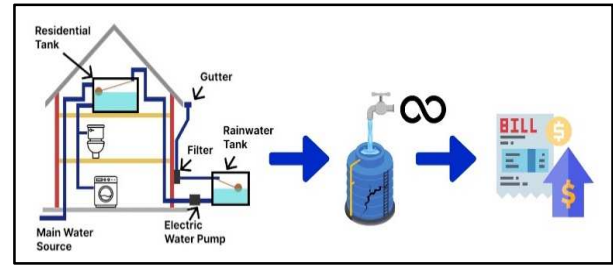 Residential
Tank
Gutter
Rainwater
Tank
Filter
Main Water
Source
Electric
Water Pump
∞
BILL
$
$